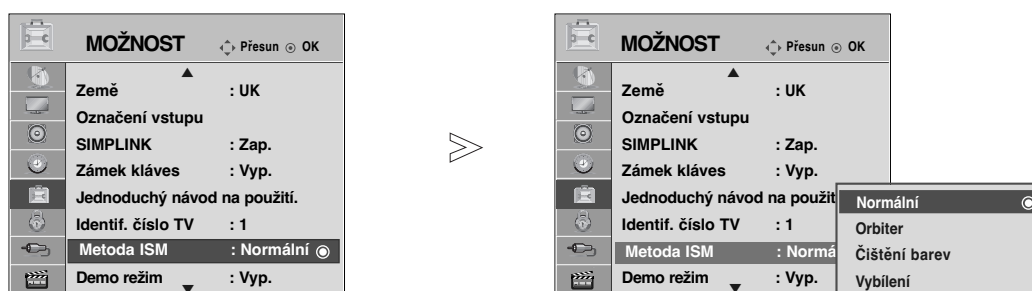 MOŽNOST Přesun OK
Země : UK
Označení vstupu
SIMPLINK : Zap.
Zámek kláves : Vyp.
Jednoduchý návod na použití.
Identif. číslo TV : 1
Metoda ISM : Normální
Demo režim : Vyp.
MOŽNOST Přesun OK
Země : UK
Označení vstupu
SIMPLINK : Zap.
Zámek kláves : Vyp.
Jednoduchý návod na použit
Identif. číslo TV : 1
Metoda ISM : Normá
Demo režim : Vyp.
Normální
Orbiter
Čištění barev
Vybílení